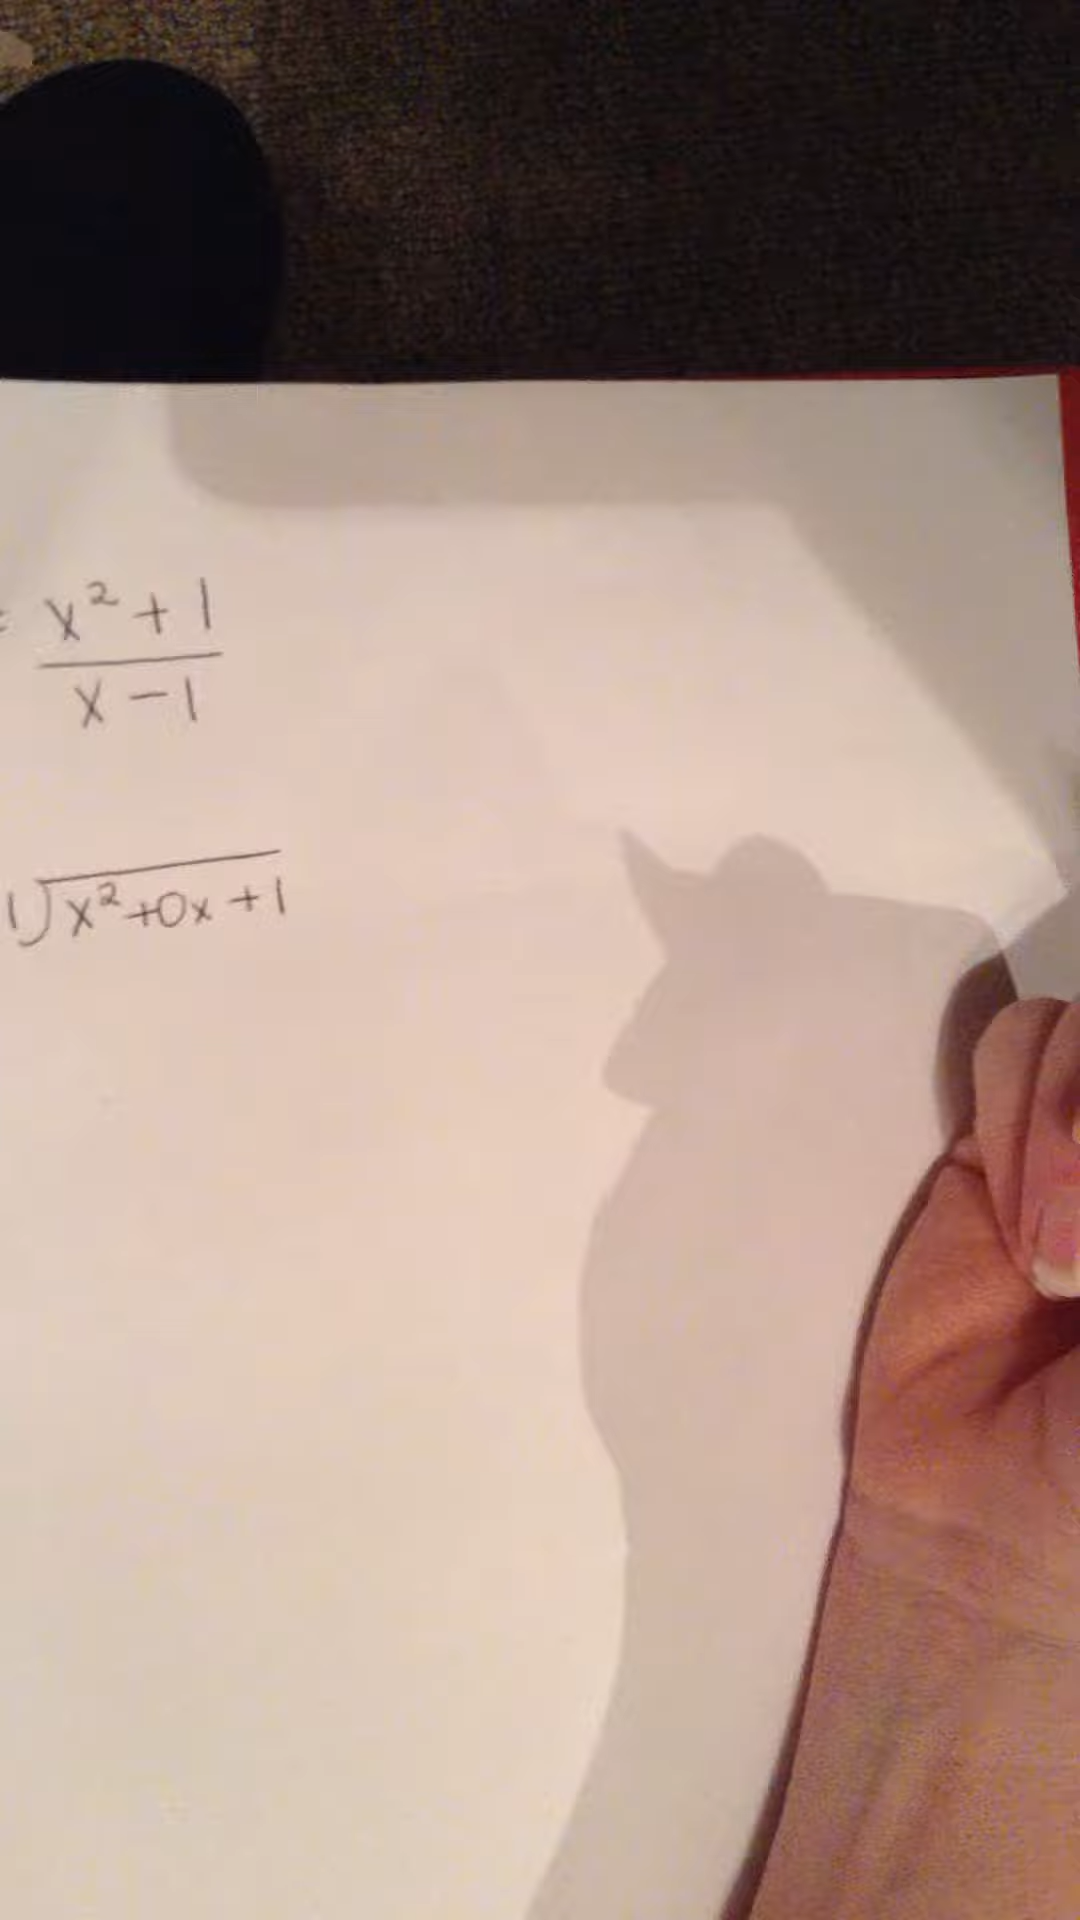 = x² + 1
x - 1
1 x² + 0x + 1